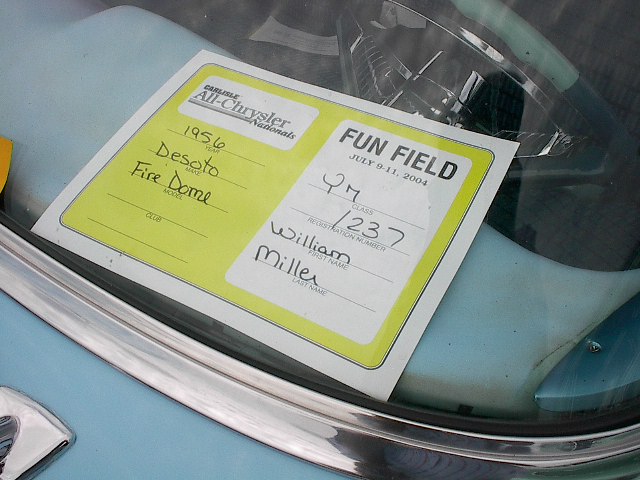 CARLISLE
All-Chrysler
Nationals
1956
YEAR
Desoto
MAKE
Fire Dome
MODEL
CLUB
FUN FIELD
JULY 9-11, 2004
CLASS
1237
REGISTRATION NUMBER
William
FIRST NAME
Miller
LAST NAME